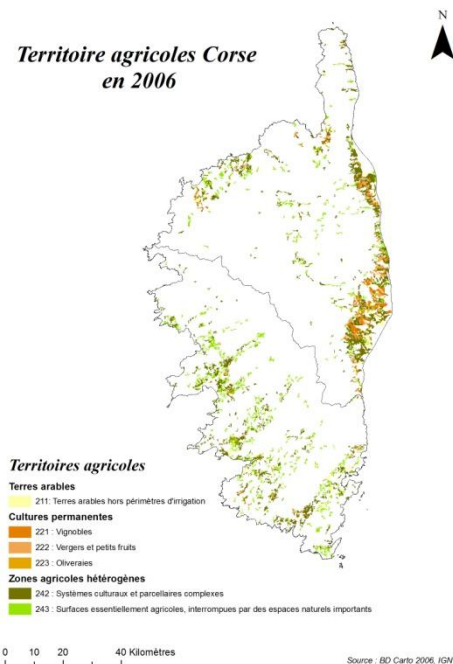 N
Territoire agricoles Corse
en 2006
Territoires agricoles
Terres arables
211: Terres arables hors périmètres d'irrigation
Cultures permanentes
221 : Vignobles
222 : Vergers et petits fruits
223 : Oliveraies
Zones agricoles hétérogènes
242 : Systèmes culturaux et parcellaires complexes
243 : Surfaces essentiellement agricoles, interrompues par des espaces naturels importants
0 10 20 40 Kilomètres
Source : BD Carto 2006, IGN